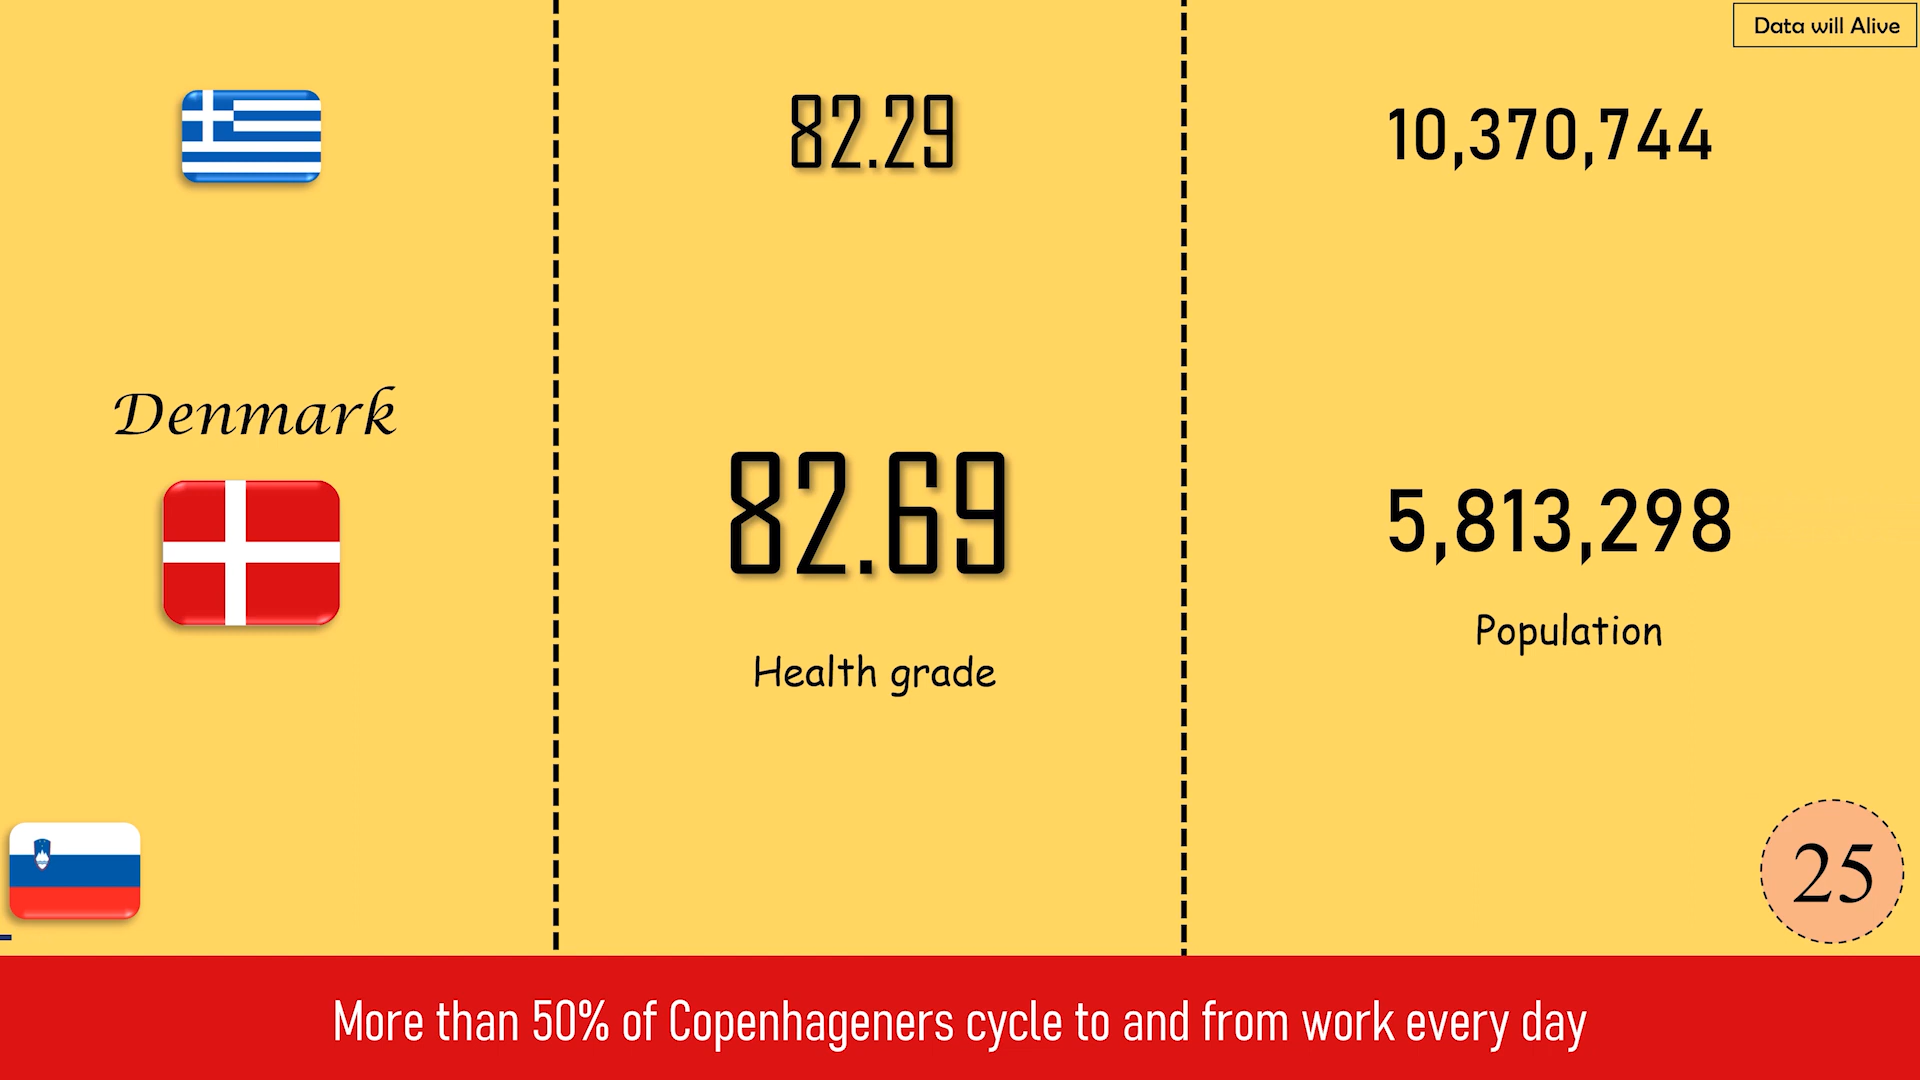 Data will Alive
82.29
10,370,744
Denmark
82.69
5,813,298
Population
Health grade
25
More than 50% of Copenhageners cycle to and from work every day